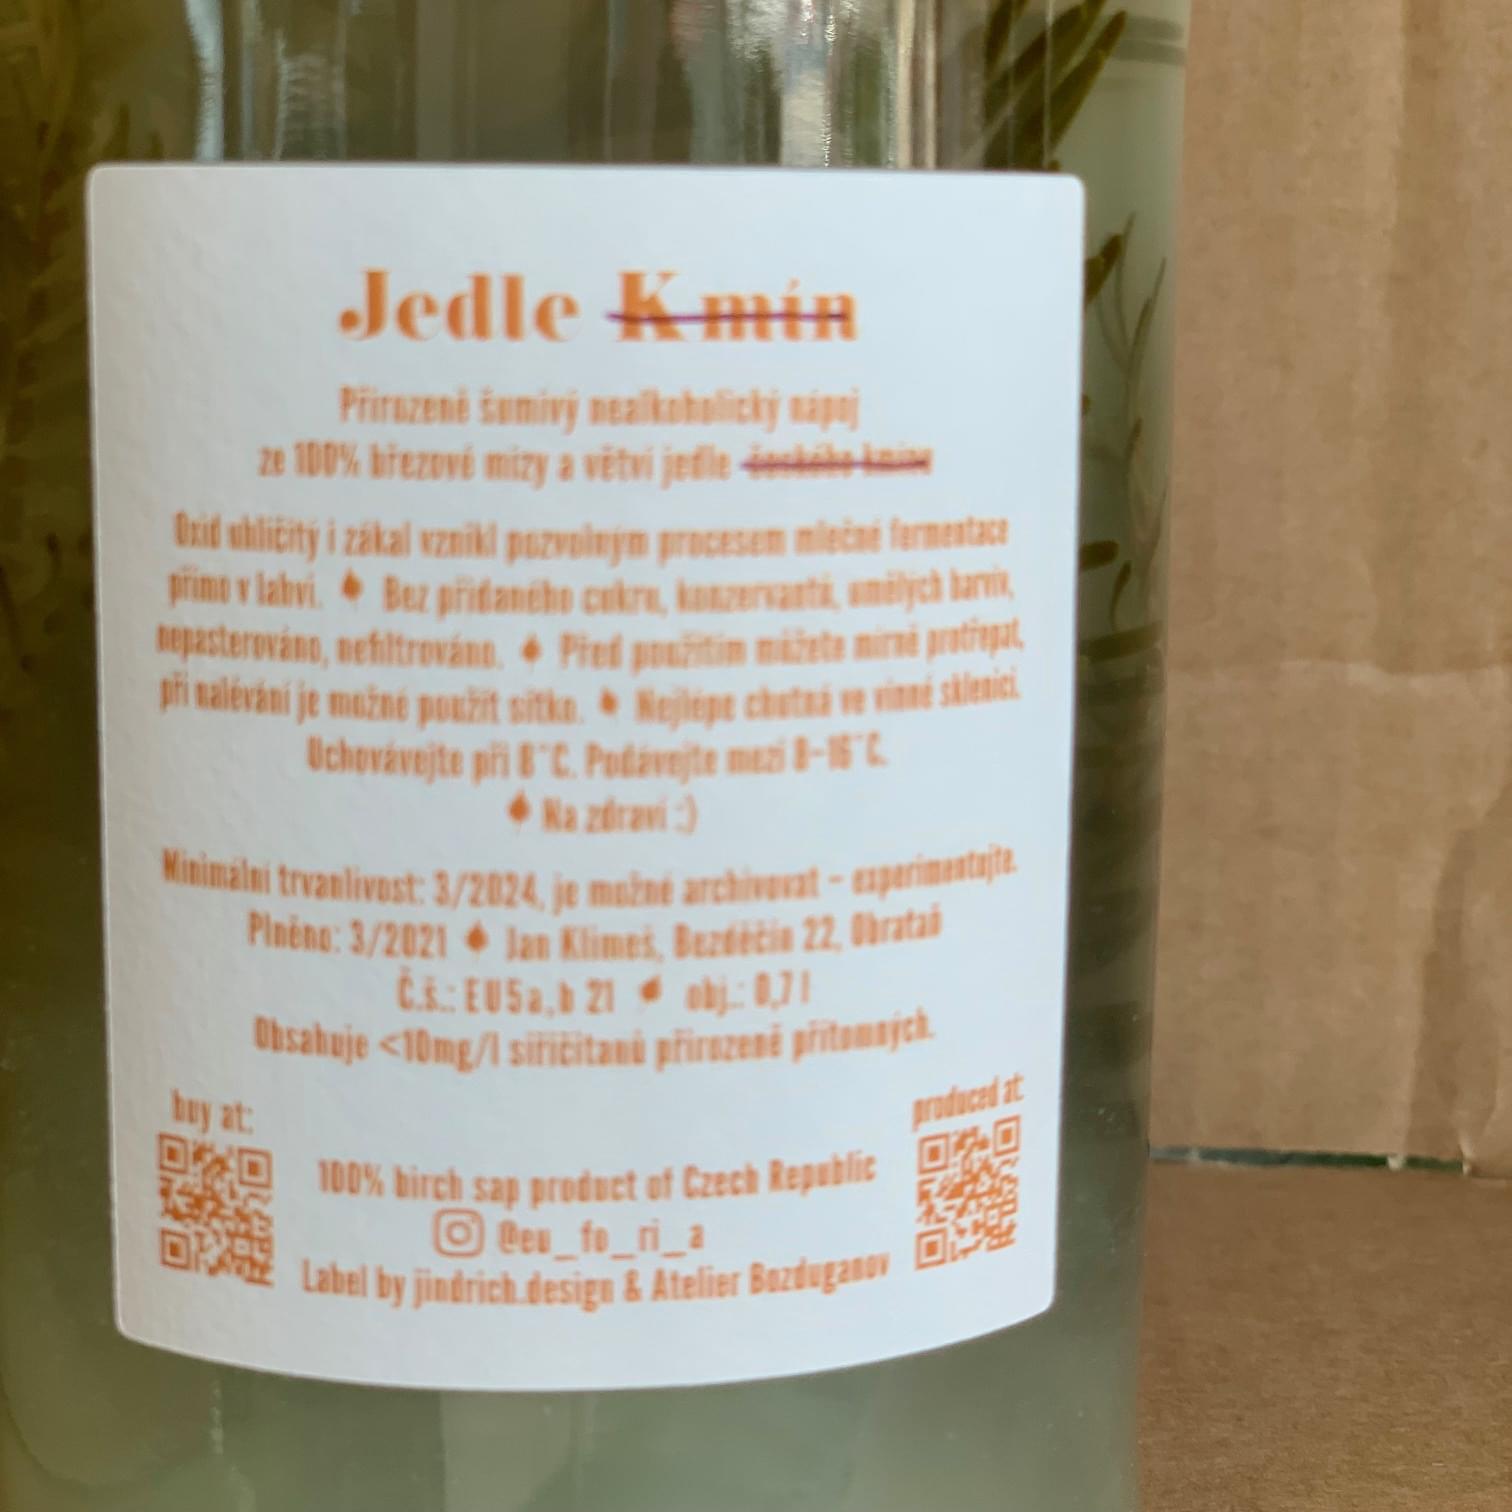 Jedle Kmín
Přirozeně šumivý nealkoholický nápoj
ze 100% březové mízy a větví jedle českého kmínu
Oxid uhličitý i zákal vznikl pozvolným procesem mléčné fermentace
přímo v lahvi. Bez přidaného cukru, konzervantů, umělých barviv,
nepasterováno, nefiltrováno. Před použitím můžete mírně protřepat,
při nalévání je možné použít sítko. Nejlépe chutná ve vinné sklenici.
Uchovávejte při 8°C. Podávejte mezi 8–16°C.
Na zdraví :)
Minimální trvanlivost: 3/2024, je možné archivovat – experimentujte.
Plněno: 3/2021 Jan Klimeš, Bezděčín 22, Obrataň
Č.š.: EU5a,b 21 obj.: 0,7 l
Obsahuje <10mg/l siřičitanů přirozeně přítomných.
buy at:
produced at:
100% birch sap product of Czech Republic
@eu_fo_ri_a
Label by jindrich.design & Atelier Bozduganov